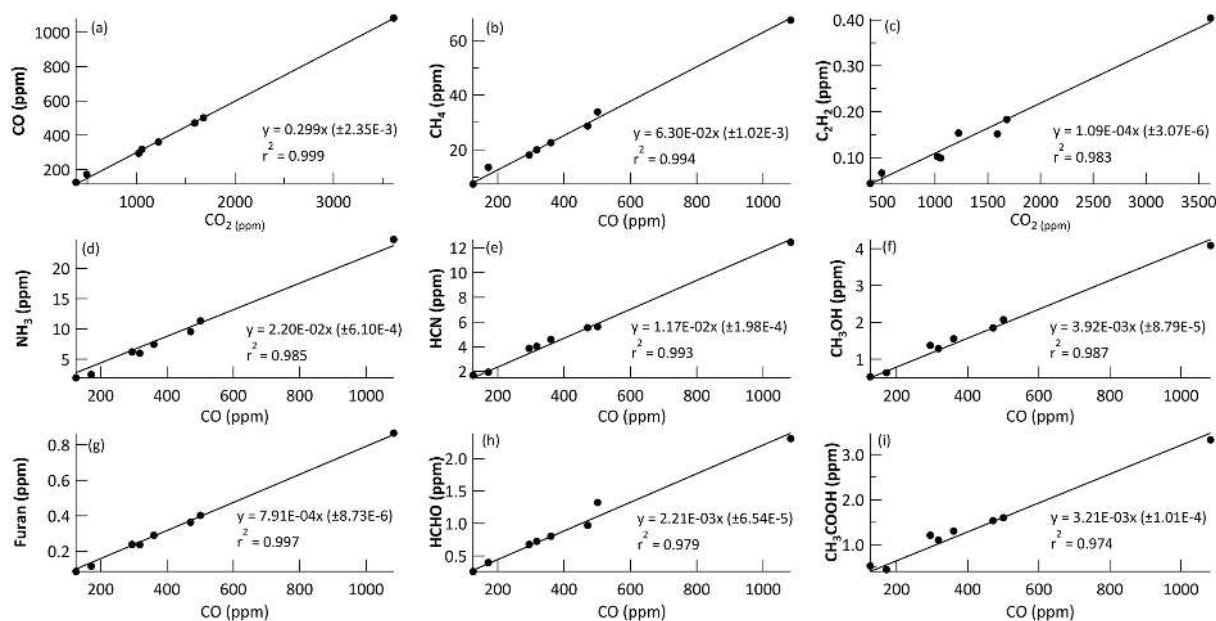 (a)
CO (ppm)
1000
800
600
400
200
y = 0.299x (±2.35E-3)
r² = 0.999
1000 2000 3000
CO₂ (ppm)
(b)
CH₄ (ppm)
60
40
20
y = 6.30E-02x (±1.02E-3)
r² = 0.994
200 400 600 800 1000
CO (ppm)
(c)
C₂H₂ (ppm)
0.40
0.30
0.20
0.10
y = 1.09E-04x (±3.07E-6)
r² = 0.983
500 1000 1500 2000 2500 3000 3500
CO₂ (ppm)
(d)
NH₃ (ppm)
20
15
10
5
y = 2.20E-02x (±6.10E-4)
r² = 0.985
200 400 600 800 1000
CO (ppm)
(e)
HCN (ppm)
12
10
8
6
4
2
y = 1.17E-02x (±1.98E-4)
r² = 0.993
200 400 600 800 1000
CO (ppm)
(f)
CH₃OH (ppm)
4
3
2
1
y = 3.92E-03x (±8.79E-5)
r² = 0.987
200 400 600 800 1000
CO (ppm)
(g)
Furan (ppm)
0.8
0.6
0.4
0.2
y = 7.91E-04x (±8.73E-6)
r² = 0.997
200 400 600 800 1000
CO (ppm)
(h)
HCHO (ppm)
2.0
1.5
1.0
0.5
y = 2.21E-03x (±6.54E-5)
r² = 0.979
200 400 600 800 1000
CO (ppm)
(i)
CH₃COOH (ppm)
3.0
2.0
1.0
y = 3.21E-03x (±1.01E-4)
r² = 0.974
200 400 600 800 1000
CO (ppm)